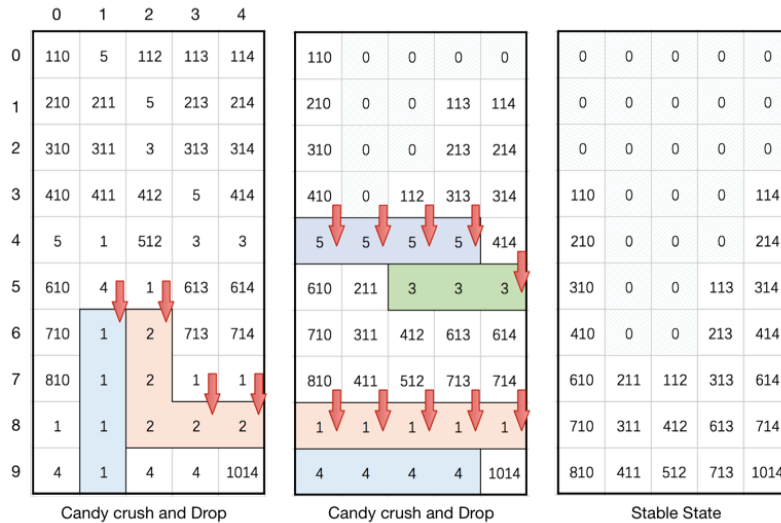 0 1 2 3 4
0 110 5 112 113 114 110 0 0 0 0 0 0 0 0 0
1 210 211 5 213 214 210 0 0 113 114 0 0 0 0 0
2 310 311 3 313 314 310 0 0 213 214 0 0 0 0 0
3 410 411 412 5 414 410 0 112 313 314 110 0 0 0 114
4 5 1 512 3 3 5 5 5 5 414 210 0 0 0 214
5 610 4 1 613 614 610 211 3 3 3 310 0 0 113 314
6 710 1 2 713 714 710 311 412 613 614 410 0 0 213 414
7 810 1 2 1 1 810 411 512 713 714 610 211 112 313 614
8 1 1 2 2 2 1 1 1 1 1 710 311 412 613 714
9 4 1 4 4 1014 4 4 4 4 1014 810 411 512 713 1014
Candy crush and Drop Candy crush and Drop Stable State